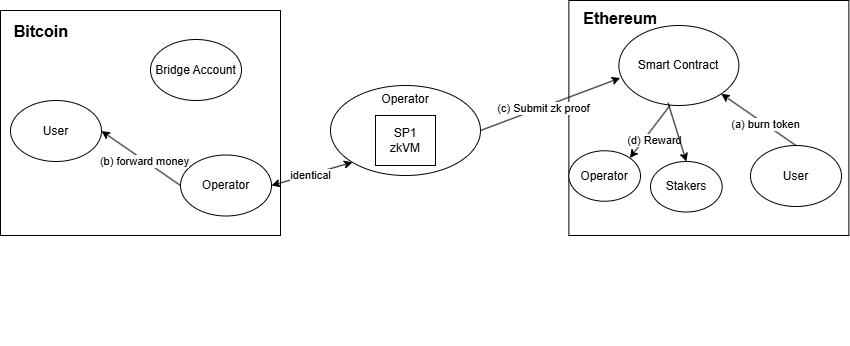 Bitcoin
Ethereum
Bridge Account
Smart Contract
User
Operator
SP1
zkVM
(c) Submit zk proof
(a) burn token
(b) forward money
(d) Reward
identical
Operator
Operator
Stakers
User